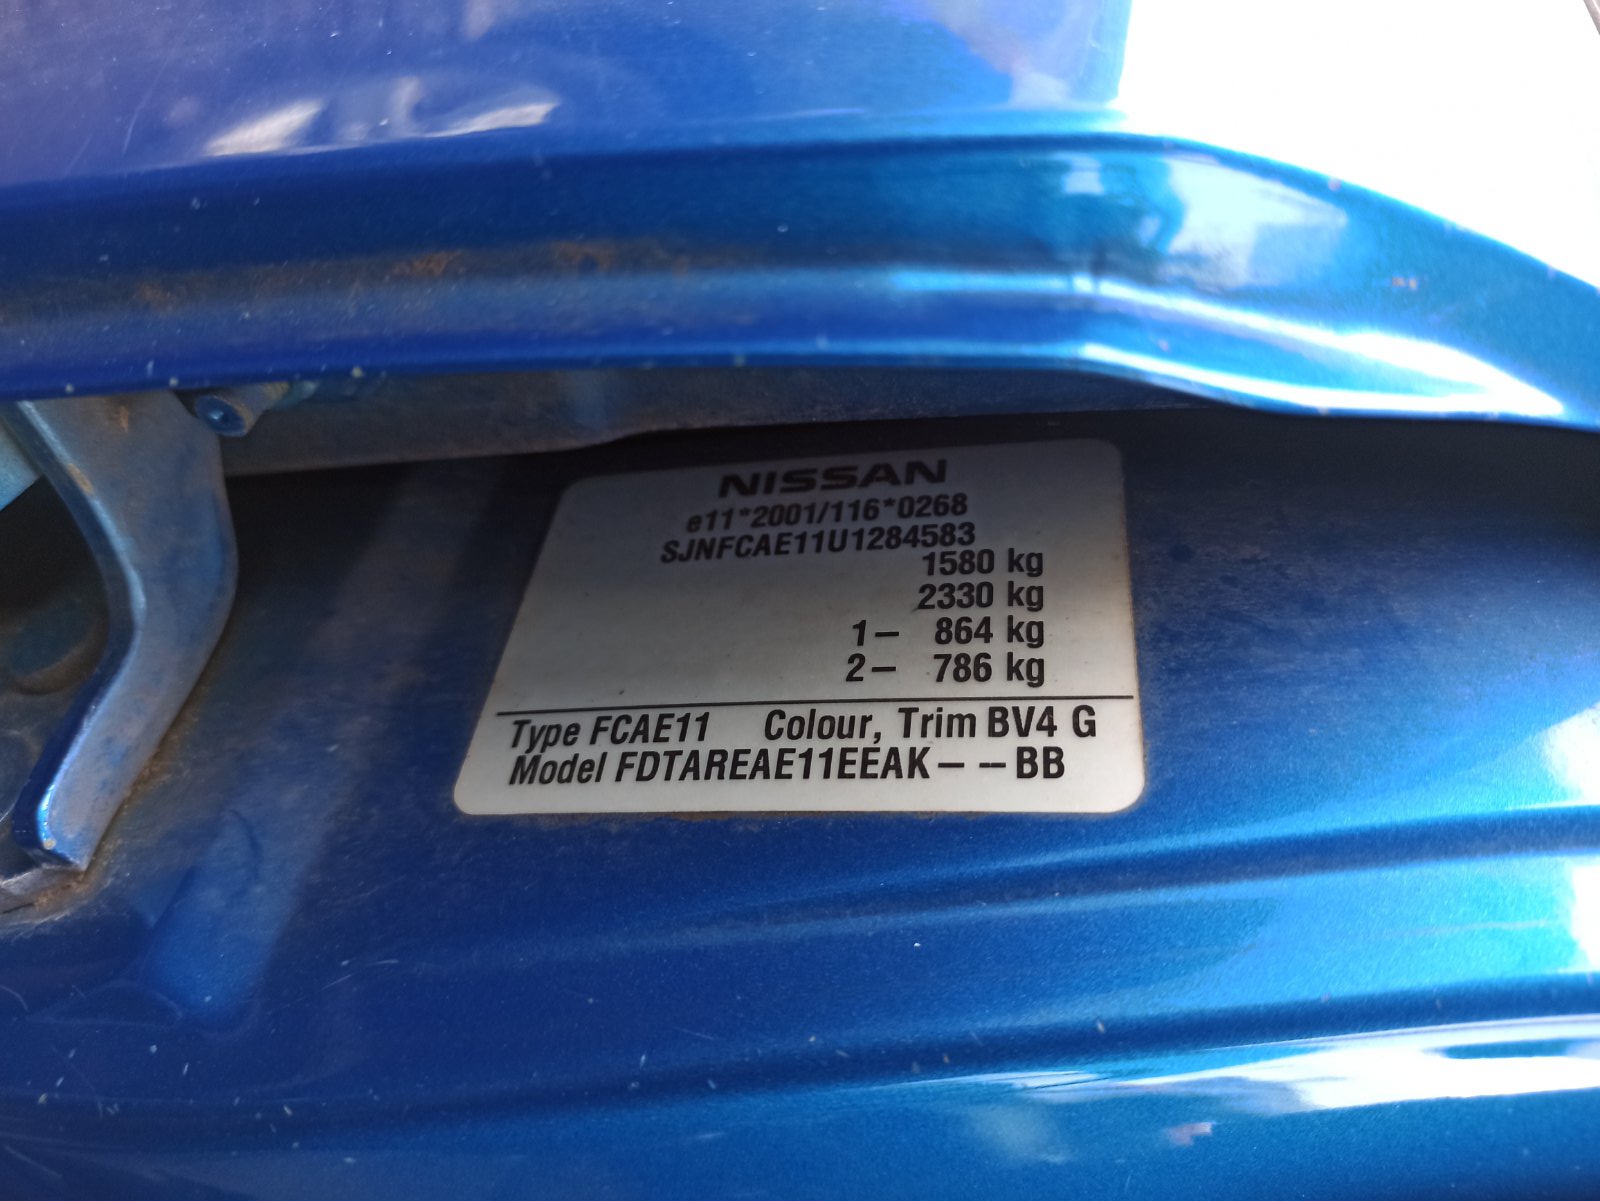 NISSAN
e11*2001/116*0268
SJNFCAE11U1284583
1580 kg
2330 kg
1– 864 kg
2– 786 kg
Type FCAE11 Colour, Trim BV4 G
Model FDTAREAE11EEAK– –BB